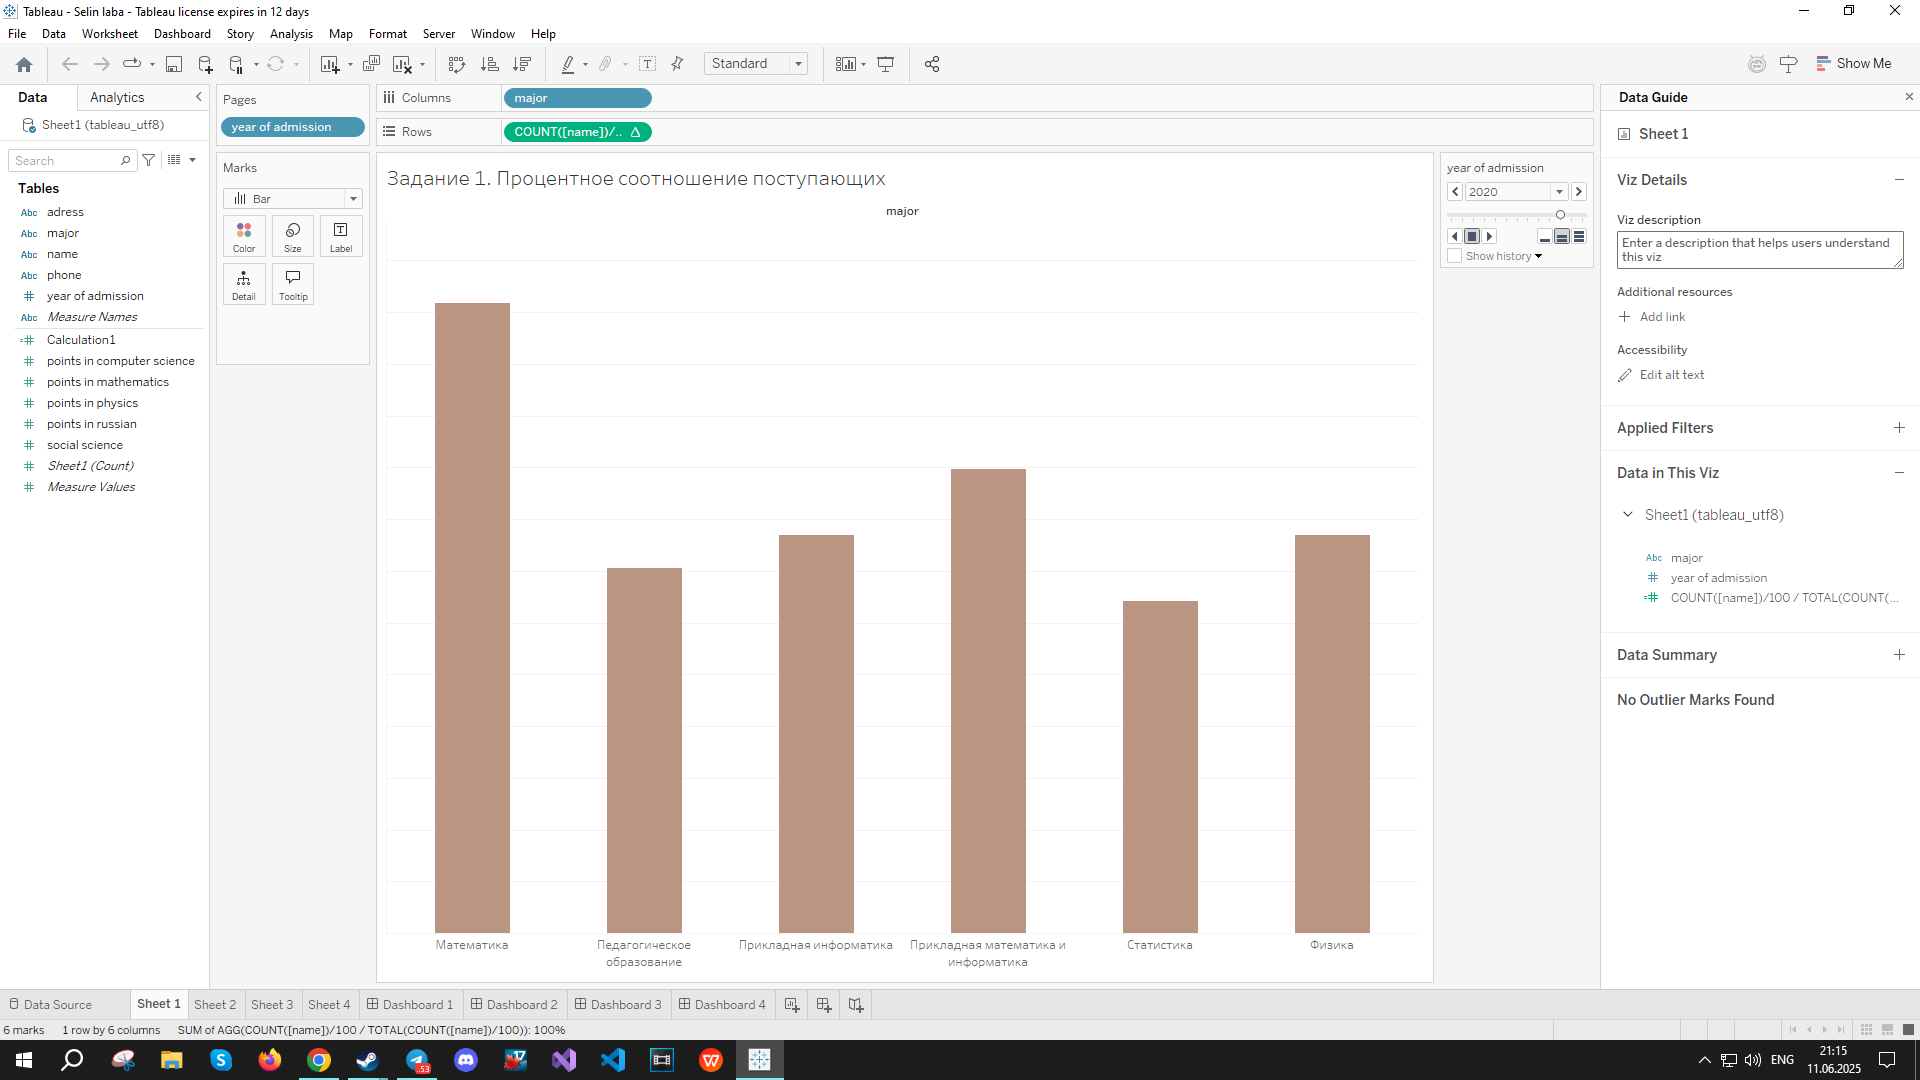 Tableau - Selin laba - Tableau license expires in 12 days
File Data Worksheet Dashboard Story Analysis Map Format Server Window Help
Standard
Show Me
Data Analytics
Sheet1 (tableau_utf8)
Search
Tables
Abc adress
Abc major
Abc name
Abc phone
year of admission
Abc Measure Names
Calculation1
points in computer science
points in mathematics
points in physics
points in russian
social science
Sheet1 (Count)
Measure Values
Pages
year of admission
Marks
Bar
Color Size Label
Detail Tooltip
Columns major
Rows COUNT([name])/.. Δ
Задание 1. Процентное соотношение поступающих
major
Математика
Педагогическое образование
Прикладная информатика
Прикладная математика и информатика
Статистика
Физика
year of admission
2020
Show history
Data Guide
Sheet 1
Viz Details
Viz description
Enter a description that helps users understand
this viz
Additional resources
Add link
Accessibility
Edit alt text
Applied Filters
Data in This Viz
Sheet1 (tableau_utf8)
Abc major
year of admission
COUNT([name])/100 / TOTAL(COUNT(...
Data Summary
No Outlier Marks Found
Data Source Sheet 1 Sheet 2 Sheet 3 Sheet 4 Dashboard 1 Dashboard 2 Dashboard 3 Dashboard 4
6 marks 1 row by 6 columns SUM of AGG(COUNT([name])/100 / TOTAL(COUNT([name])/100)): 100%
ENG
21:15
11.06.2025